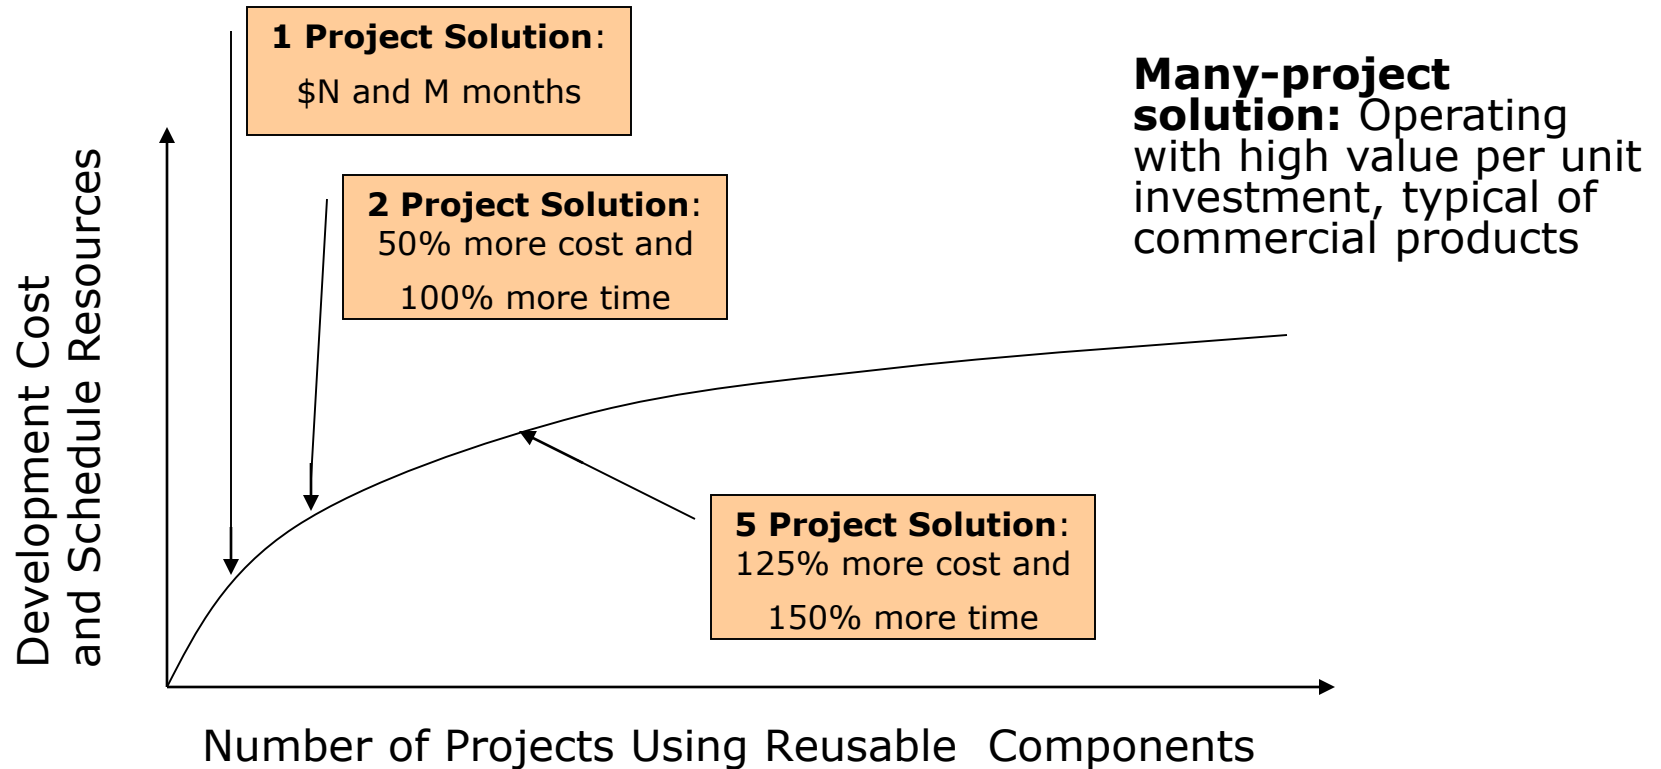 1 Project Solution:
$N and M months
Many-project
solution: Operating
with high value per unit
investment, typical of
commercial products
2 Project Solution:
50% more cost and
100% more time
Development Cost
and Schedule Resources
5 Project Solution:
125% more cost and
150% more time
Number of Projects Using Reusable  Components